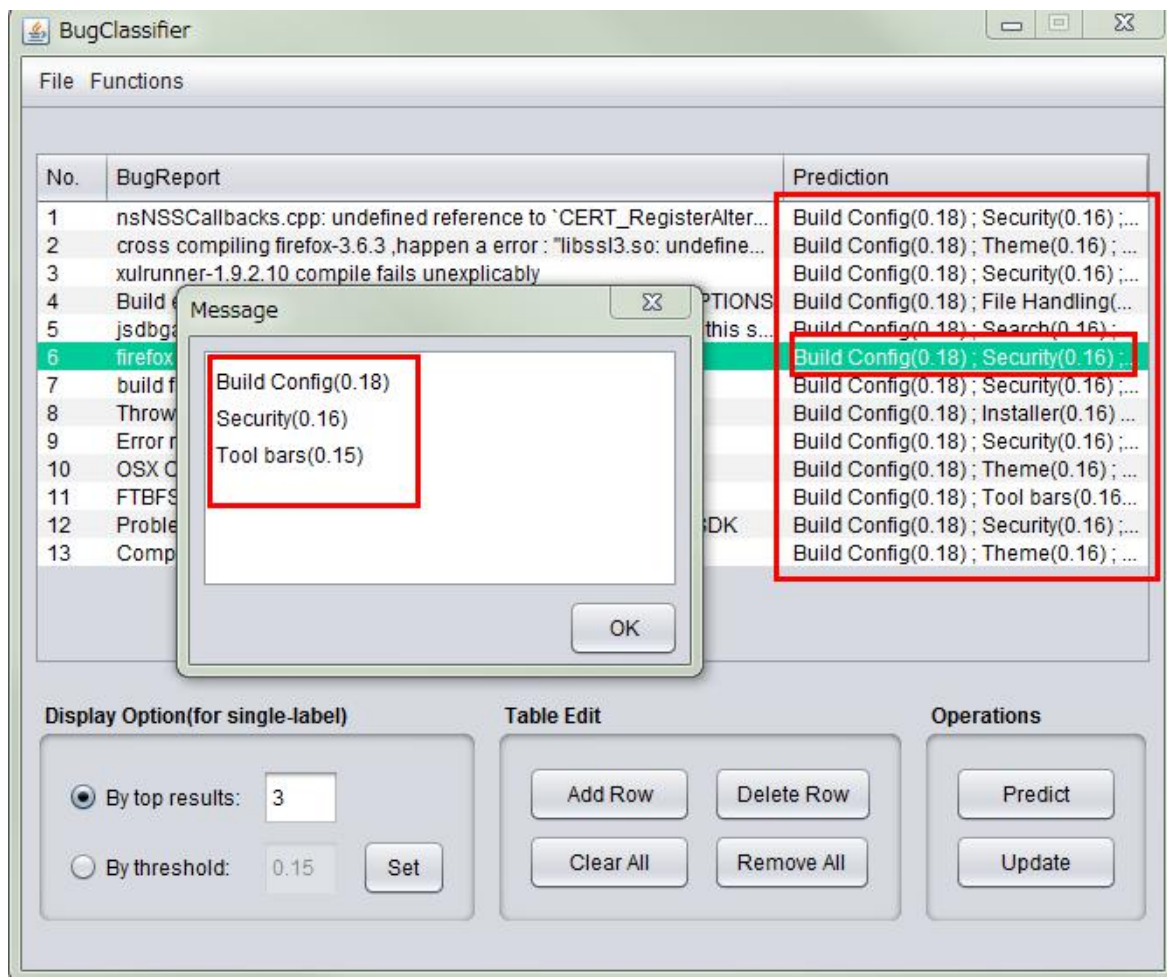 BugClassifier
File Functions
No. BugReport Prediction
1 nsNSSCallbacks.cpp: undefined reference to `CERT_RegisterAlter... Build Config(0.18) ; Security(0.16) ;...
2 cross compiling firefox-3.6.3 ,happen a error : "libssl3.so: undefine... Build Config(0.18) ; Theme(0.16) ; ...
3 xulrunner-1.9.2.10 compile fails unexplicably Build Config(0.18) ; Security(0.16) ;...
4 Build PTIONS Build Config(0.18) ; File Handling(...
5 jsdbg this s... Build Config(0.18) ; Search(0.16) ;
6 firefox Build Config(0.18) ; Security(0.16) ;...
7 build f Build Config(0.18) ; Security(0.16) ;...
8 Throw Build Config(0.18) ; Installer(0.16) ...
9 Error r Build Config(0.18) ; Security(0.16) ;...
10 OSX C Build Config(0.18) ; Theme(0.16) ; ...
11 FTBFS Build Config(0.18) ; Tool bars(0.16...
12 Proble DK Build Config(0.18) ; Security(0.16) ;...
13 Comp Build Config(0.18) ; Theme(0.16) ; ...
Message
Build Config(0.18)
Security(0.16)
Tool bars(0.15)
OK
Display Option(for single-label) Table Edit Operations
By top results: 3 Add Row Delete Row Predict
By threshold: 0.15 Set Clear All Remove All Update